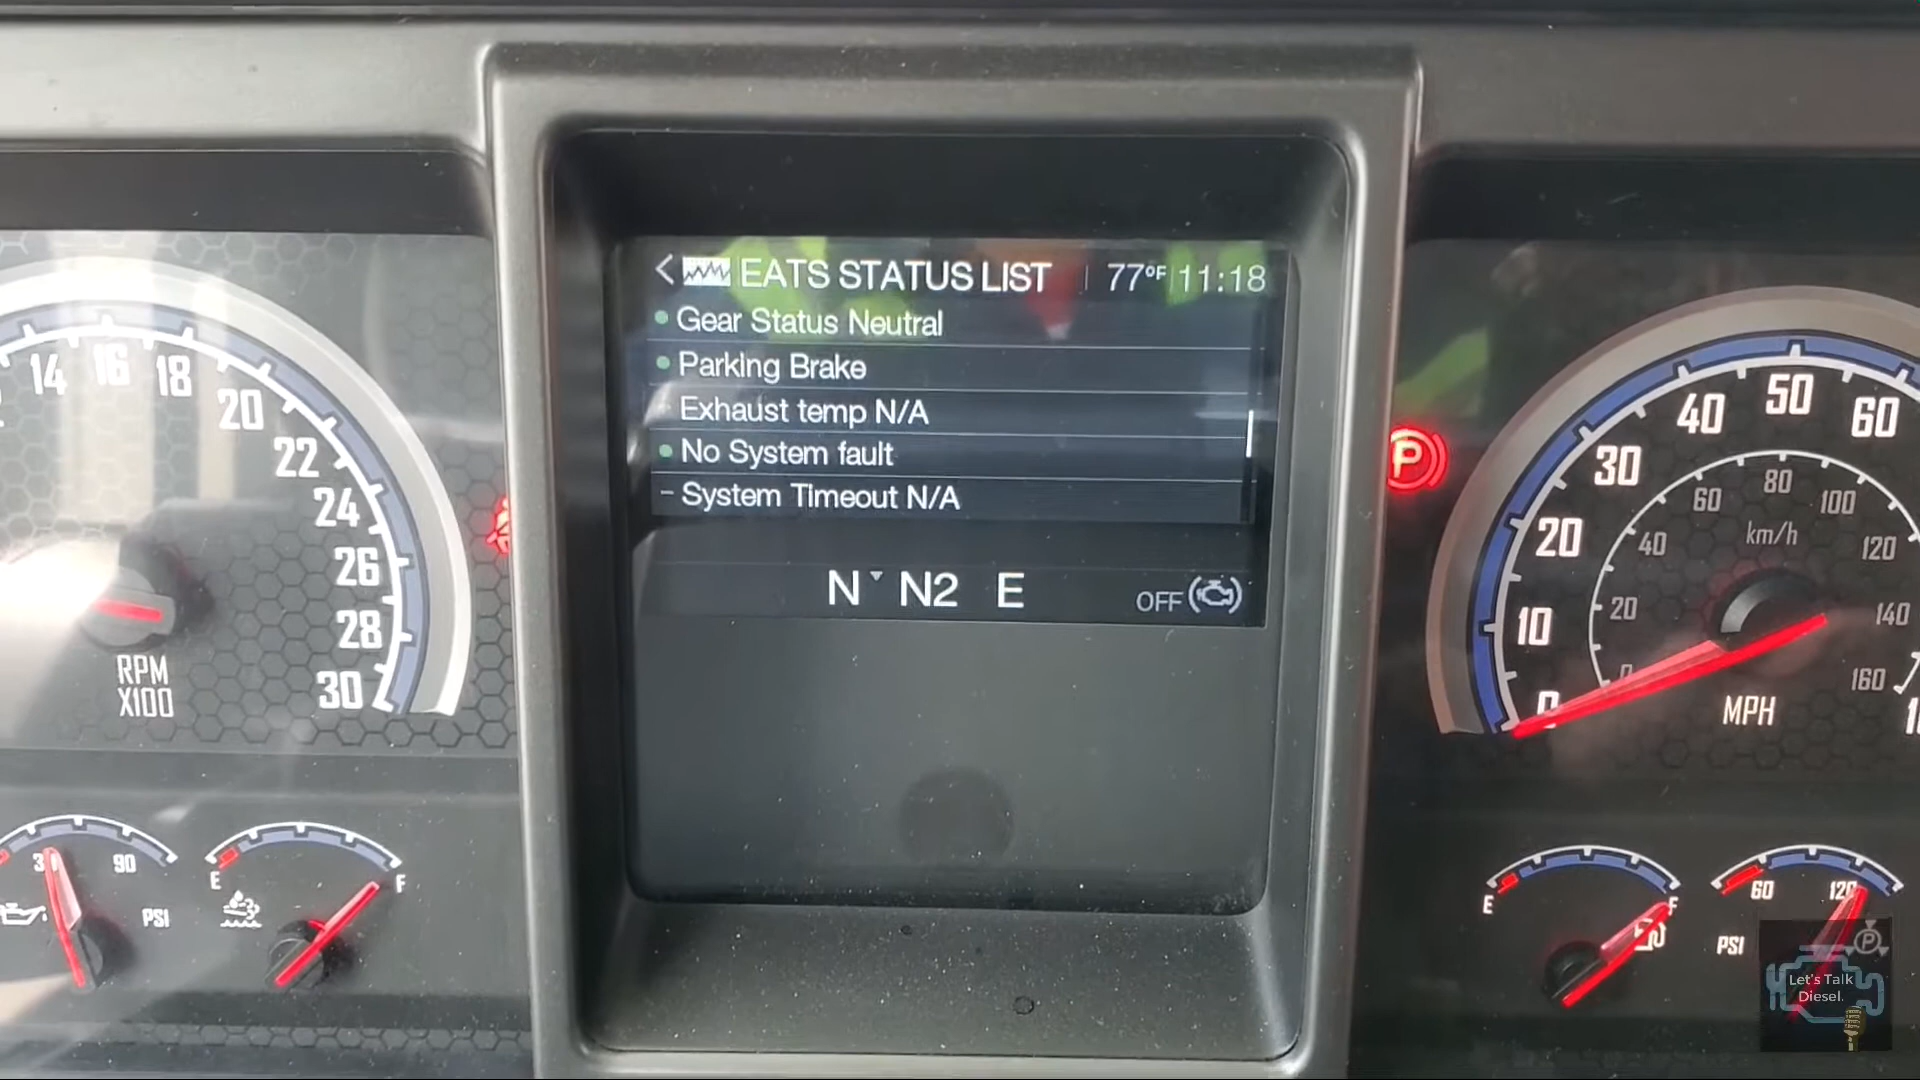 EATS STATUS LIST 77°F 11:18
Gear Status Neutral
Parking Brake
Exhaust temp N/A
No System fault
– System Timeout N/A
N N2 E OFF
14 16 18 20 22 24 26 28 30
RPM
X100
P
0 10 20 30 40 50 60
0 20 40 60 80 100 120 140 160
km/h
MPH
90
PSI
E F
E F
60 120
PSI
P
Let's Talk
Diesel.